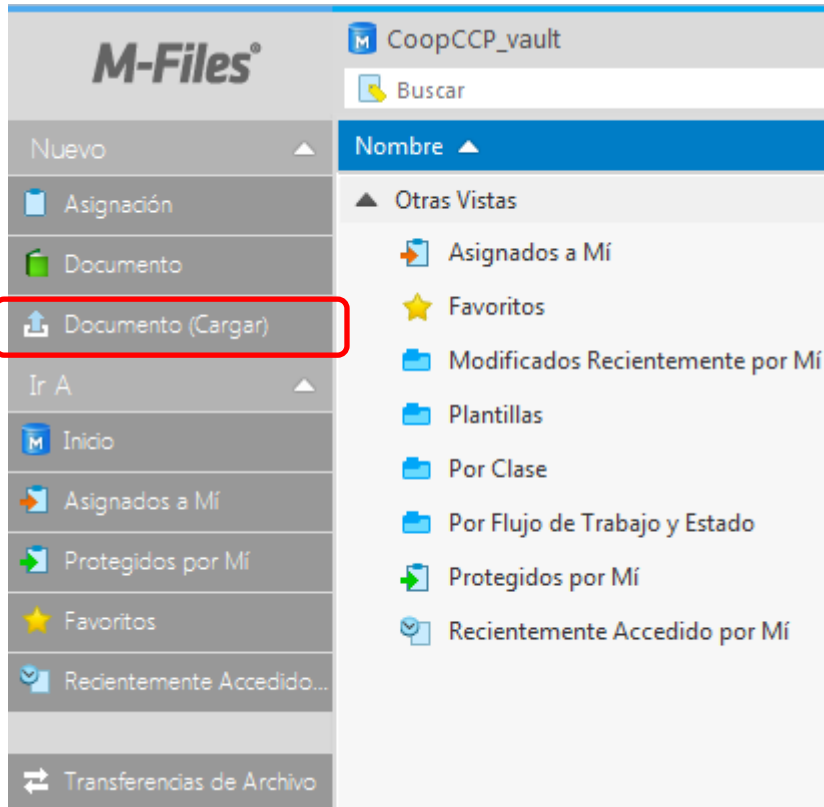 M-Files®
Nuevo
Asignación
Documento
Documento (Cargar)
Ir A
Inicio
Asignados a Mí
Protegidos por Mí
Favoritos
Recientemente Accedido...
Transferencias de Archivo
CoopCCP_vault
Buscar
Nombre
Otras Vistas
Asignados a Mí
Favoritos
Modificados Recientemente por Mí
Plantillas
Por Clase
Por Flujo de Trabajo y Estado
Protegidos por Mí
Recientemente Accedido por Mí